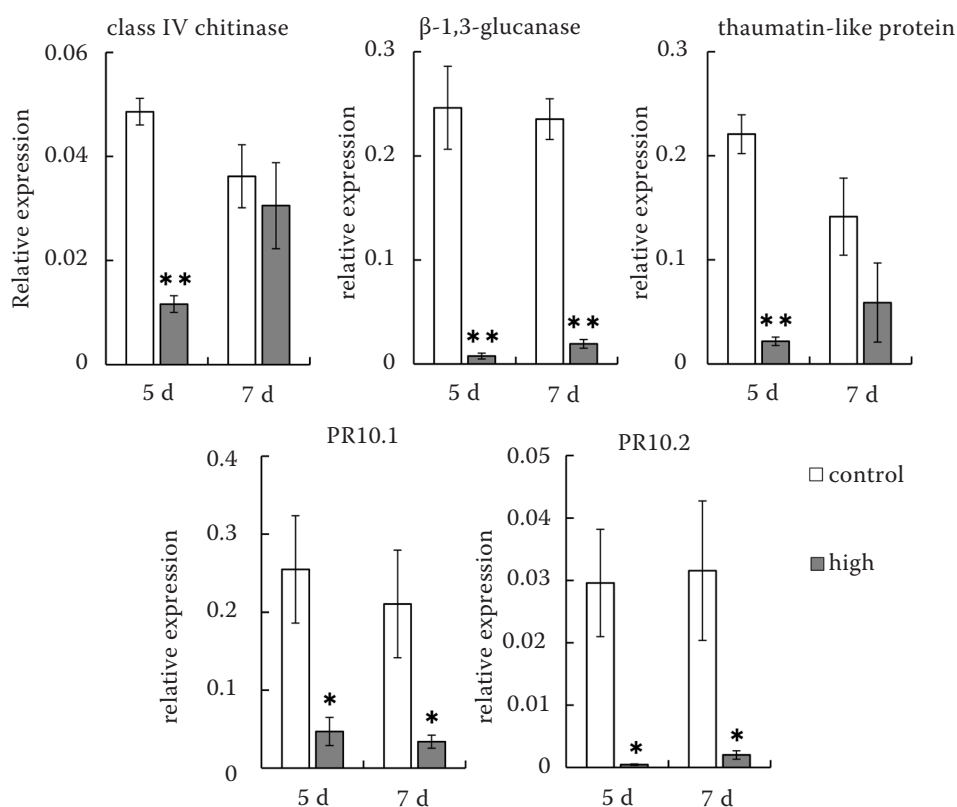 class IV chitinase
β-1,3-glucanase
thaumatin-like protein
Relative expression
0.06
0.04
0.02
0
**
5 d
7 d
relative expression
0.3
0.2
0.1
0
**
**
5 d
7 d
relative expression
0.3
0.2
0.1
0
**
5 d
7 d
PR10.1
PR10.2
relative expression
0.4
0.3
0.2
0.1
0
*
*
5 d
7 d
relative expression
0.05
0.04
0.03
0.02
0.01
0
*
*
5 d
7 d
control
high